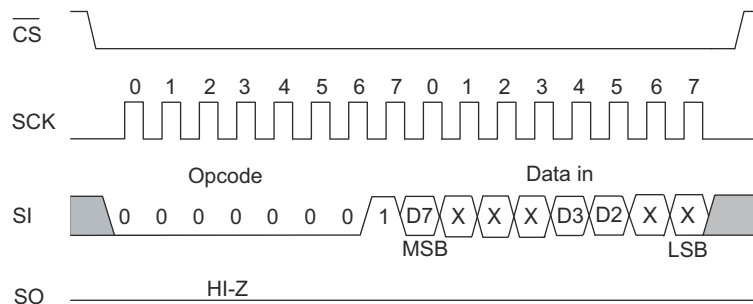 CS
0 1 2 3 4 5 6 7 0 1 2 3 4 5 6 7
SCK
Opcode Data in
SI 0 0 0 0 0 0 0 1 D7 X X X D3 D2 X X
MSB LSB
HI-Z
SO